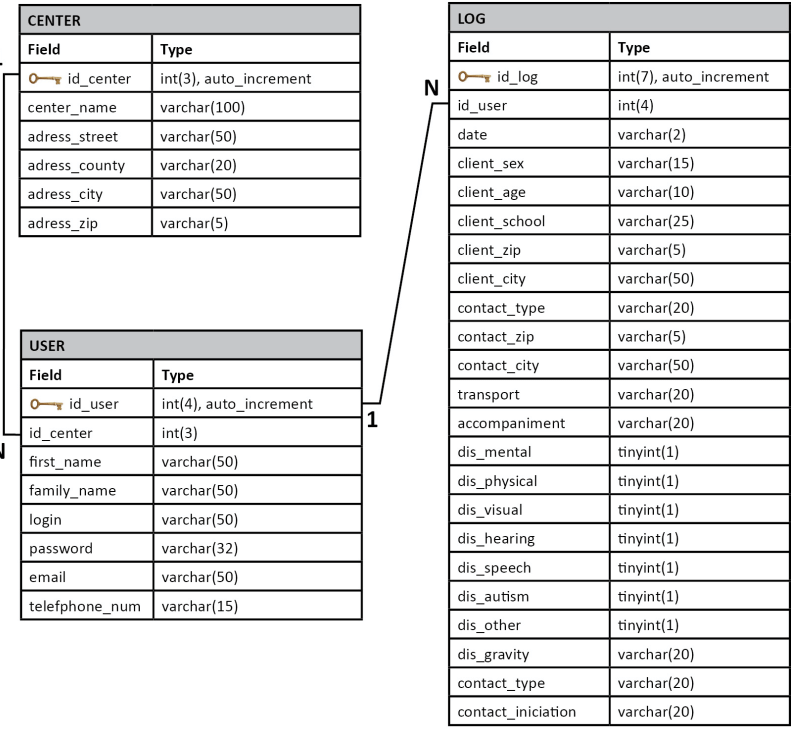 CENTER
Field Type
id_center int(3), auto_increment
center_name varchar(100)
adress_street varchar(50)
adress_county varchar(20)
adress_city varchar(50)
adress_zip varchar(5)
N
USER
Field Type
id_user int(4), auto_increment
id_center int(3)
first_name varchar(50)
family_name varchar(50)
login varchar(50)
password varchar(32)
email varchar(50)
telefphone_num varchar(15)
1
N
LOG
Field Type
id_log int(7), auto_increment
id_user int(4)
date varchar(2)
client_sex varchar(15)
client_age varchar(10)
client_school varchar(25)
client_zip varchar(5)
client_city varchar(50)
contact_type varchar(20)
contact_zip varchar(5)
contact_city varchar(50)
transport varchar(20)
accompaniment varchar(20)
dis_mental tinyint(1)
dis_physical tinyint(1)
dis_visual tinyint(1)
dis_hearing tinyint(1)
dis_speech tinyint(1)
dis_autism tinyint(1)
dis_other tinyint(1)
dis_gravity varchar(20)
contact_type varchar(20)
contact_iniciation varchar(20)